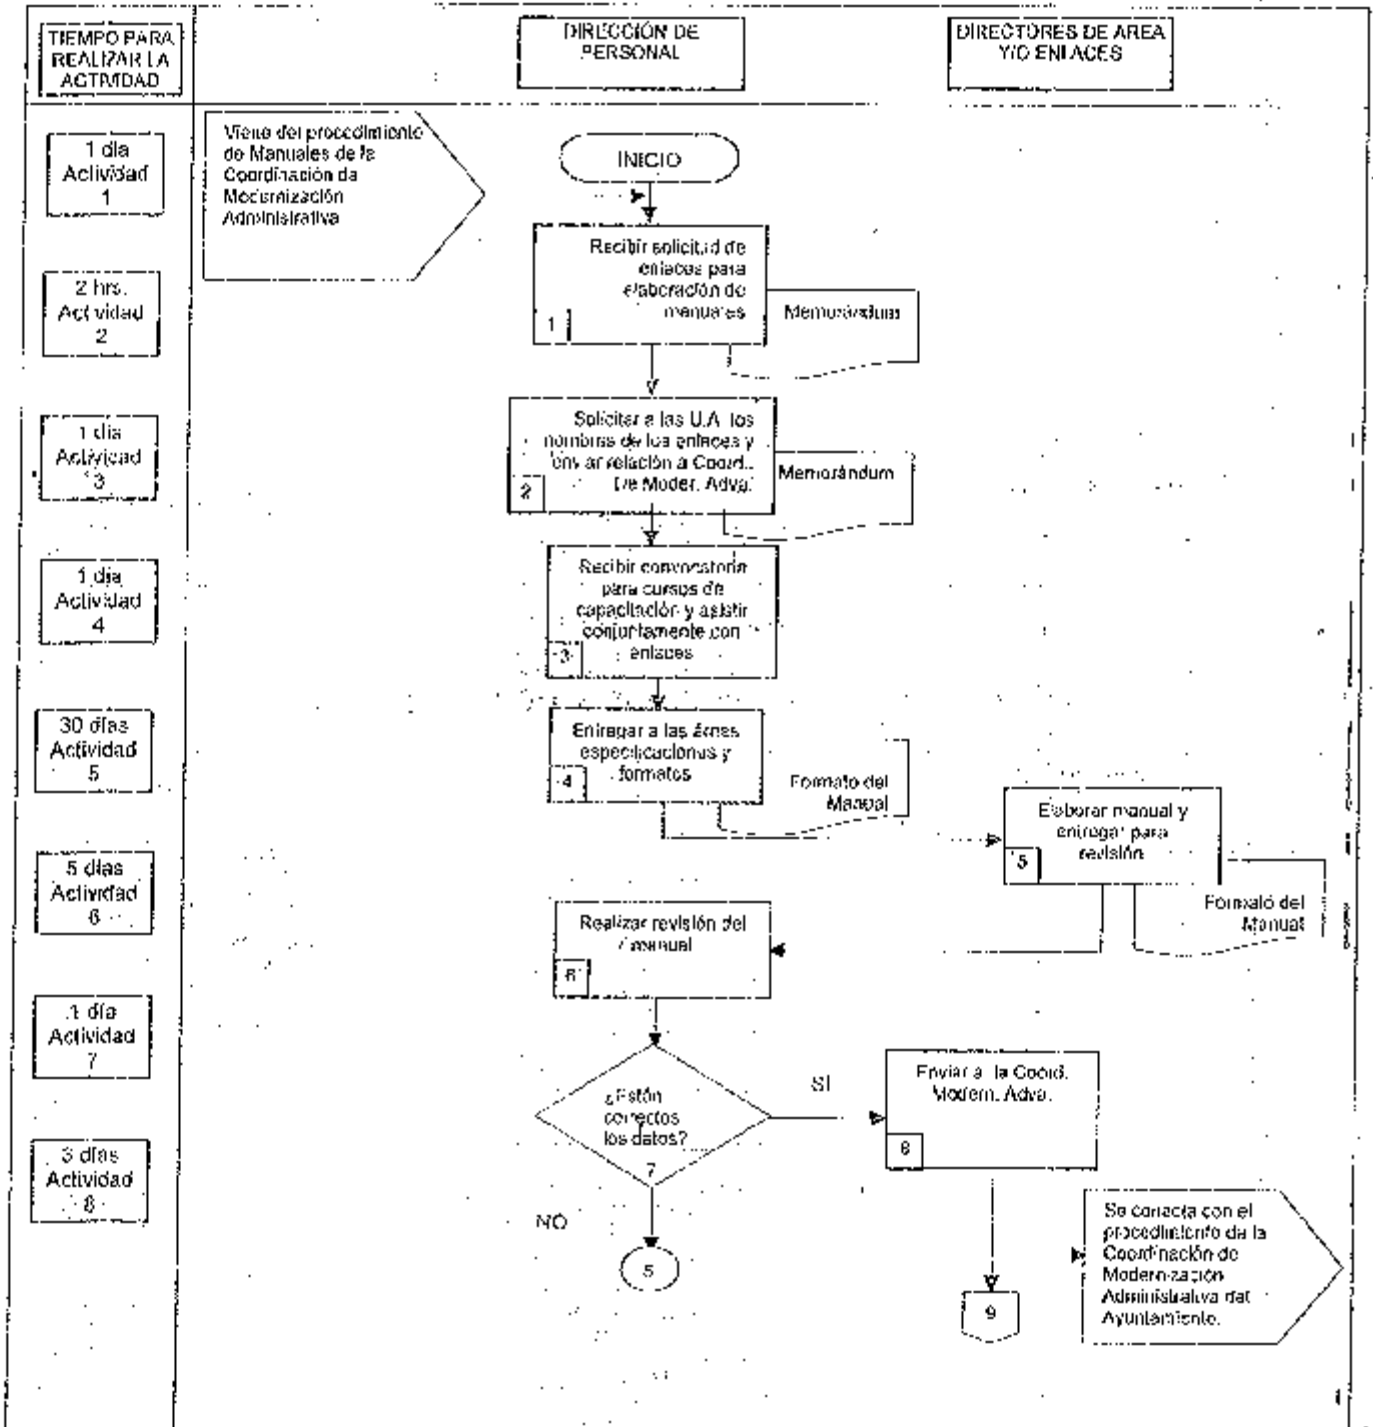 TIEMPO PARA
REALIZAR LA
ACTIVIDAD
DIRECCIÓN DE
PERSONAL
DIRECTORES DE AREA
Y/O ENLACES
1 día
Actividad
1
2 hrs.
Actividad
2
1 día
Actividad
3
1 día
Actividad
4
30 días
Actividad
5
5 días
Actividad
6
1 día
Actividad
7
3 días
Actividad
8
Viene del procedimiento
de Manuales de la
Coordinación de
Modernización
Administrativa
INICIO
Recibir solicitud de
enlaces para
elaboración de
manuales
1
Memorándum
Solicitar a las U.A. los
nombres de los enlaces y
enviar relación a Coord.
De Moder. Adva.
2
Memorándum
Recibir convocatoria
para cursos de
capacitación y asistir
conjuntamente con
enlaces
3
Entregar a las áreas
especificaciones y
formatos
4
Formato del
Manual
Elaborar manual y
entregar para
revisión
5
Formato del
Manual
Realizar revisión del
manual
6
¿Están
correctos
los datos?
7
SI
NO
5
Enviar a la Coord.
Modern. Adva.
8
9
Se conecta con el
procedimiento de la
Coordinación de
Modernización
Administrativa del
Ayuntamiento.